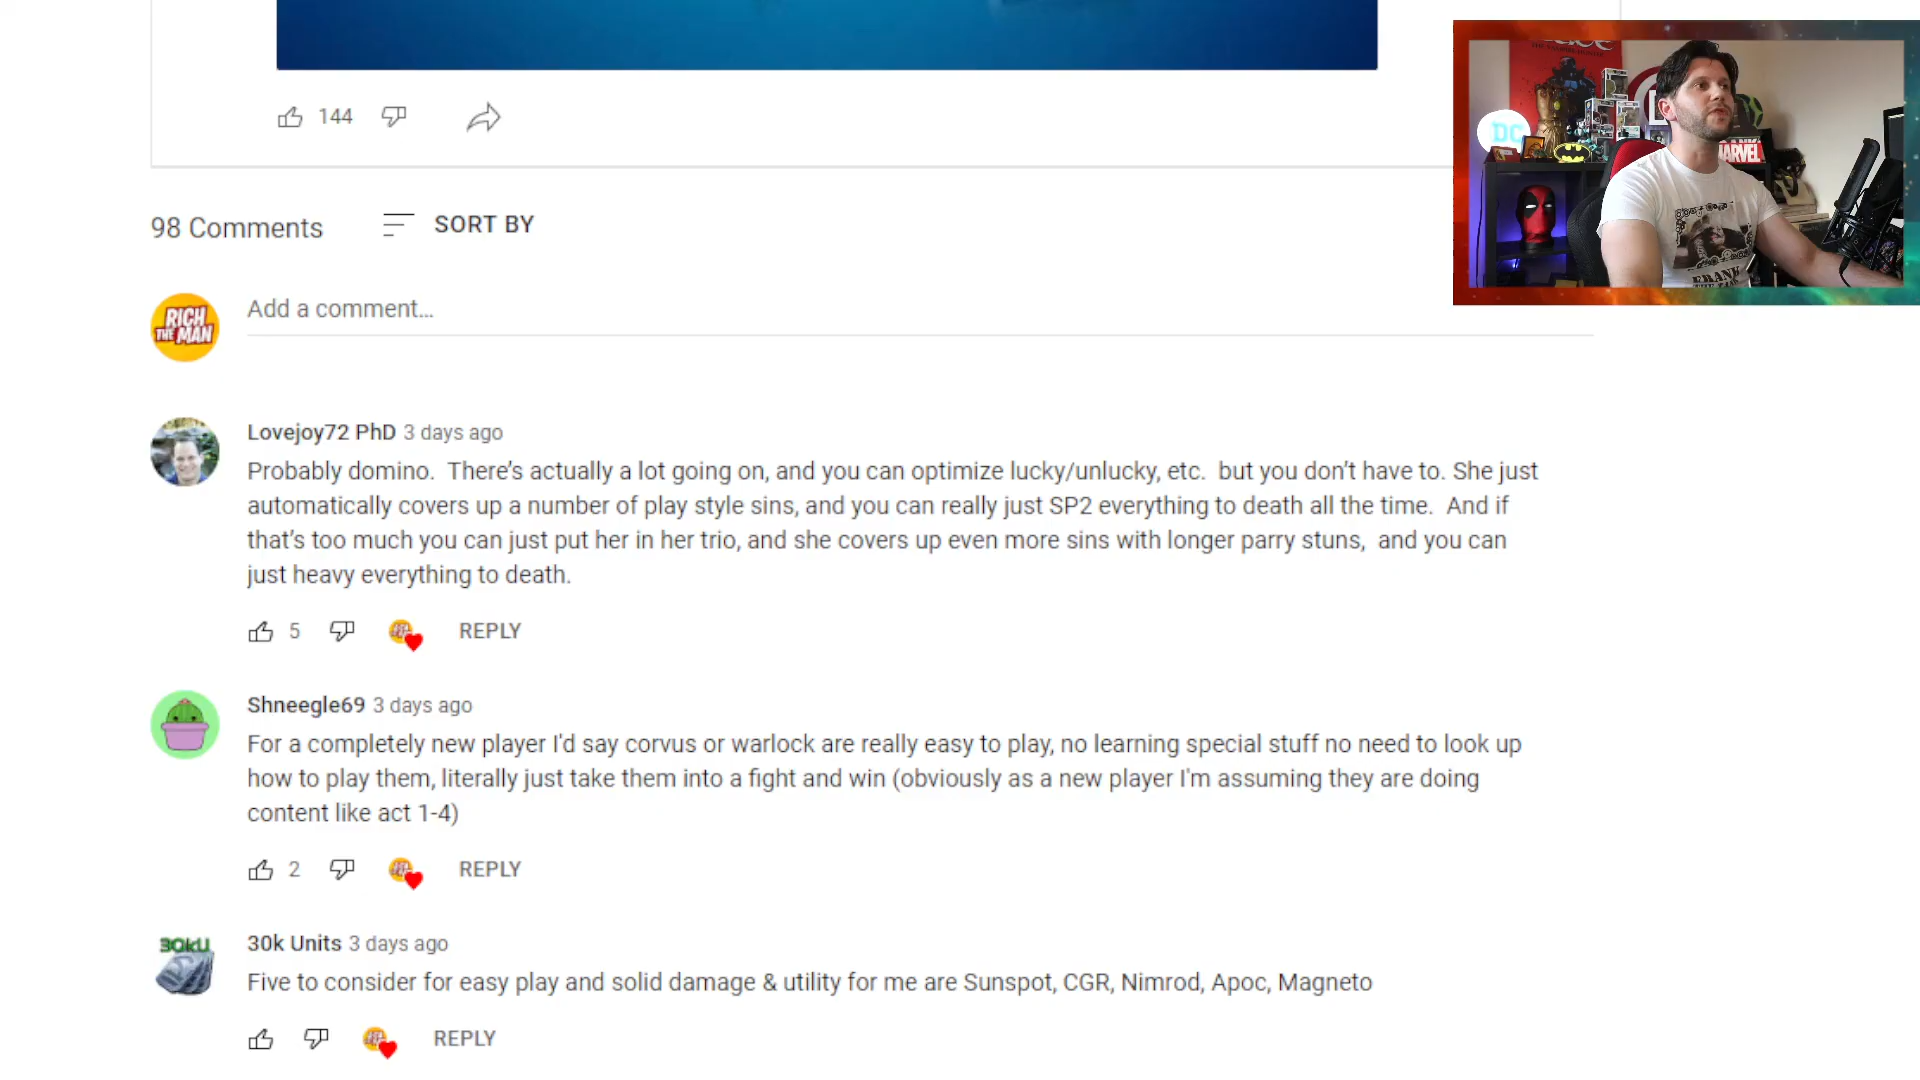 144
98 Comments
SORT BY
RICH
THE MAN
Add a comment...
Lovejoy72 PhD 3 days ago
Probably domino.  There's actually a lot going on, and you can optimize lucky/unlucky, etc.  but you don't have to. She just
automatically covers up a number of play style sins, and you can really just SP2 everything to death all the time.  And if
that's too much you can just put her in her trio, and she covers up even more sins with longer parry stuns,  and you can
just heavy everything to death.
5
REPLY
Shneegle69 3 days ago
For a completely new player I'd say corvus or warlock are really easy to play, no learning special stuff no need to look up
how to play them, literally just take them into a fight and win (obviously as a new player I'm assuming they are doing
content like act 1-4)
2
REPLY
30kU
30k Units 3 days ago
Five to consider for easy play and solid damage & utility for me are Sunspot, CGR, Nimrod, Apoc, Magneto
REPLY
DC
MARVEL
FRANK